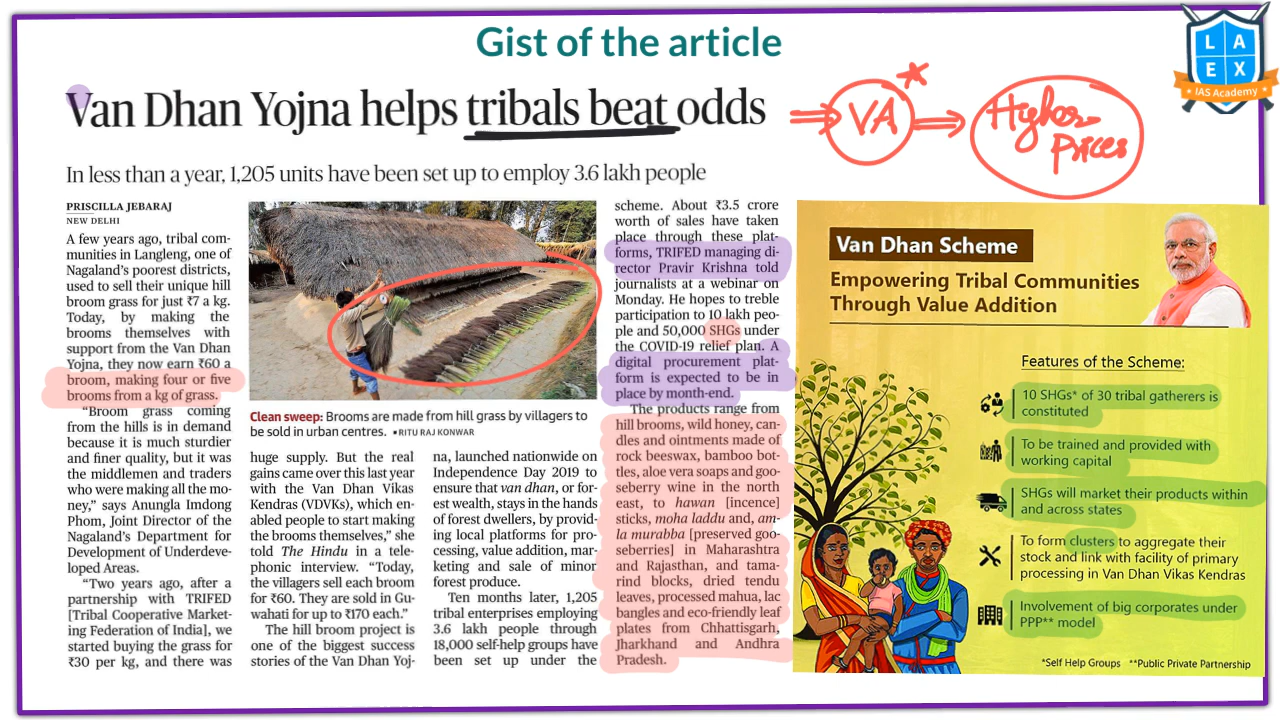 Gist of the article
L A
E X
IAS Academy
Van Dhan Yojna helps tribals beat odds
VA
Higher
Prices
In less than a year, 1,205 units have been set up to employ 3.6 lakh people
PRISCILLA JEBARAJ
NEW DELHI
A few years ago, tribal com-
munities in Langleng, one of
Nagaland's poorest districts,
used to sell their unique hill
broom grass for just ₹7 a kg.
Today, by making the
brooms themselves with
support from the Van Dhan
Yojna, they now earn ₹60 a
broom, making four or five
brooms from a kg of grass.
"Broom grass coming
from the hills is in demand
because it is much sturdier
and finer quality, but it was
the middlemen and traders
who were making all the mo-
ney," says Anungla Imdong
Phom, Joint Director of the
Nagaland's Department for
Development of Underdeve-
loped Areas.
"Two years ago, after a
partnership with TRIFED
[Tribal Cooperative Market-
ing Federation of India], we
started buying the grass for
₹30 per kg, and there was
Clean sweep: Brooms are made from hill grass by villagers to
be sold in urban centres. •RITU RAJ KONWAR
huge supply. But the real
gains came over this last year
with the Van Dhan Vikas
Kendras (VDVKs), which en-
abled people to start making
the brooms themselves," she
told The Hindu in a tele-
phonic interview. "Today,
the villagers sell each broom
for ₹60. They are sold in Gu-
wahati for up to ₹170 each."
The hill broom project is
one of the biggest success
stories of the Van Dhan Yoj-
na, launched nationwide on
Independence Day 2019 to
ensure that van dhan, or for-
est wealth, stays in the hands
of forest dwellers, by provid-
ing local platforms for pro-
cessing, value addition, mar-
keting and sale of minor
forest produce.
Ten months later, 1,205
tribal enterprises employing
3.6 lakh people through
18,000 self-help groups have
been set up under the
scheme. About ₹3.5 crore
worth of sales have taken
place through these plat-
forms, TRIFED managing di-
rector Pravir Krishna told
journalists at a webinar on
Monday. He hopes to treble
participation to 10 lakh peo-
ple and 50,000 SHGs under
the COVID-19 relief plan. A
digital procurement plat-
form is expected to be in
place by month-end.
The products range from
hill brooms, wild honey, can-
dles and ointments made of
rock beeswax, bamboo bot-
tles, aloe vera soaps and goo-
seberry wine in the north
east, to hawan [incence]
sticks, moha laddu and, am-
la murabba [preserved goo-
seberries] in Maharashtra
and Rajasthan, and tama-
rind blocks, dried tendu
leaves, processed mahua, lac
bangles and eco-friendly leaf
plates from Chhattisgarh,
Jharkhand and Andhra
Pradesh.
Van Dhan Scheme
Empowering Tribal Communities
Through Value Addition
Features of the Scheme:
10 SHGs* of 30 tribal gatherers is
constituted
To be trained and provided with
working capital
SHGs will market their products within
and across states
To form clusters to aggregate their
stock and link with facility of primary
processing in Van Dhan Vikas Kendras
Involvement of big corporates under
PPP** model
*Self Help Groups **Public Private Partnership